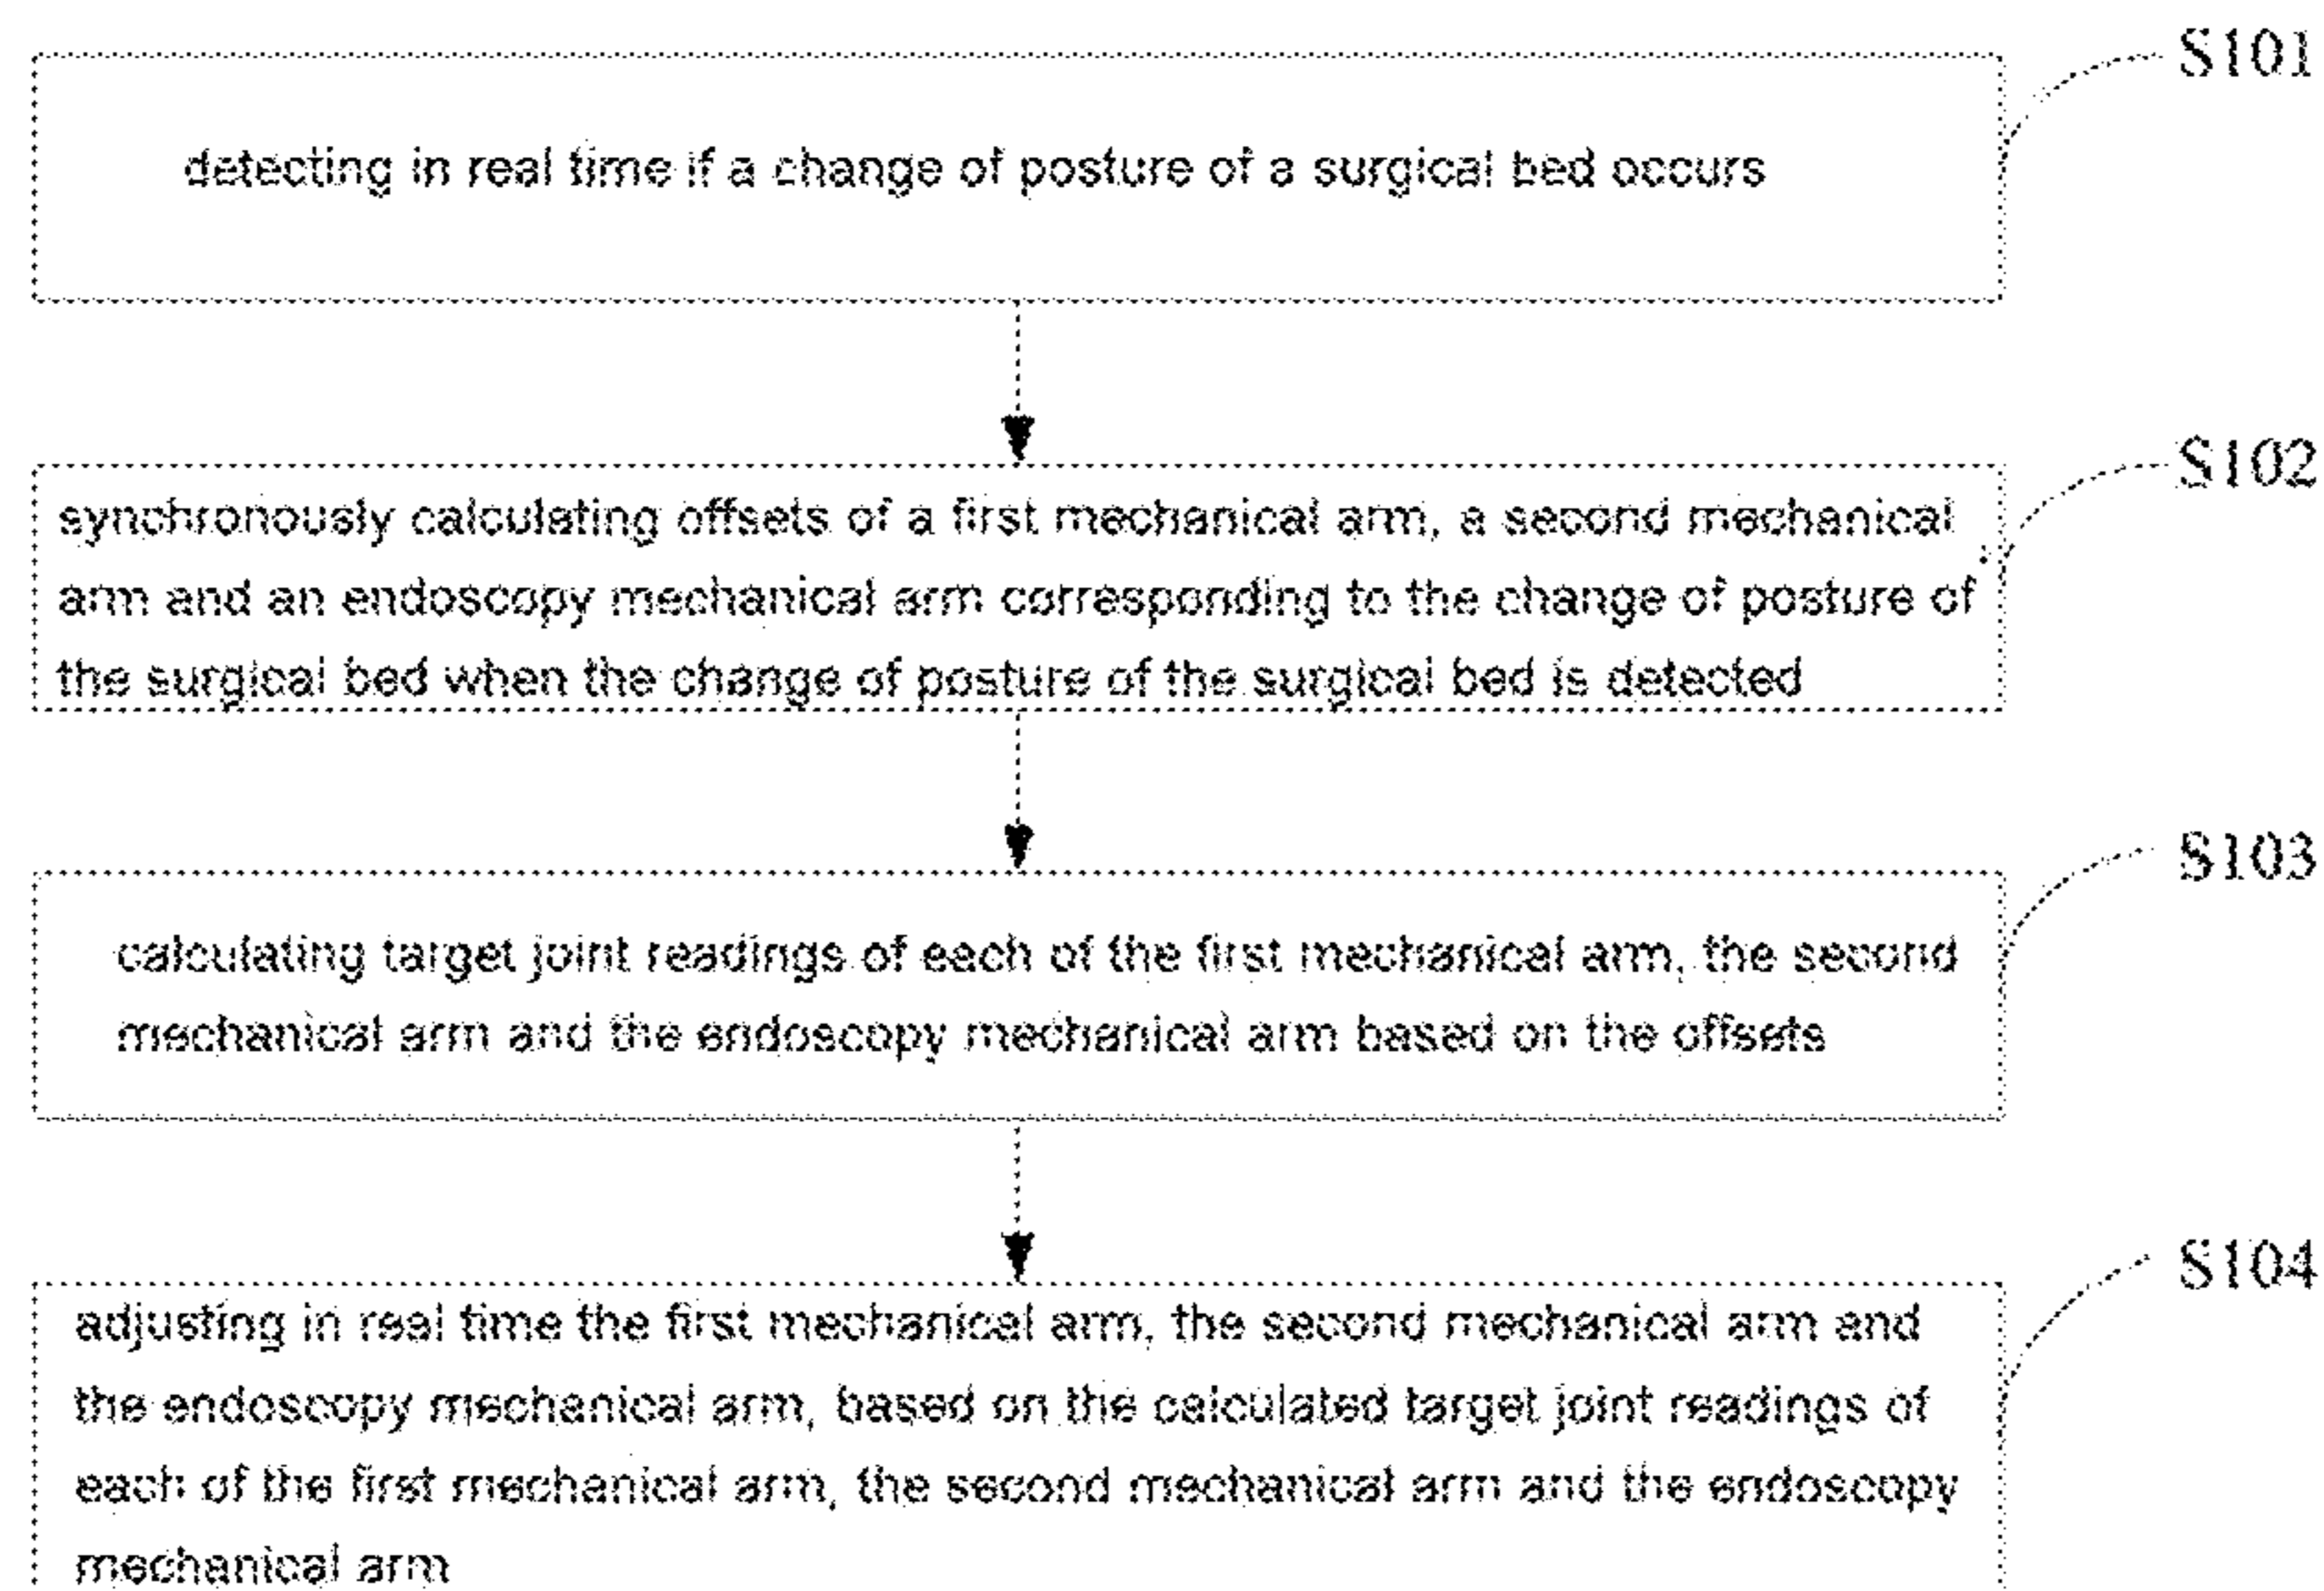 S101
detecting in real time if a change of posture of a surgical bed occurs
S102
synchronously calculating offsets of a first mechanical arm, a second mechanical
arm and an endoscopy mechanical arm corresponding to the change of posture of
the surgical bed when the change of posture of the surgical bed is detected
S103
calculating target joint readings of each of the first mechanical arm, the second
mechanical arm and the endoscopy mechanical arm based on the offsets
S104
adjusting in real time the first mechanical arm, the second mechanical arm and
the endoscopy mechanical arm, based on the calculated target joint readings of
each of the first mechanical arm, the second mechanical arm and the endoscopy
mechanical arm